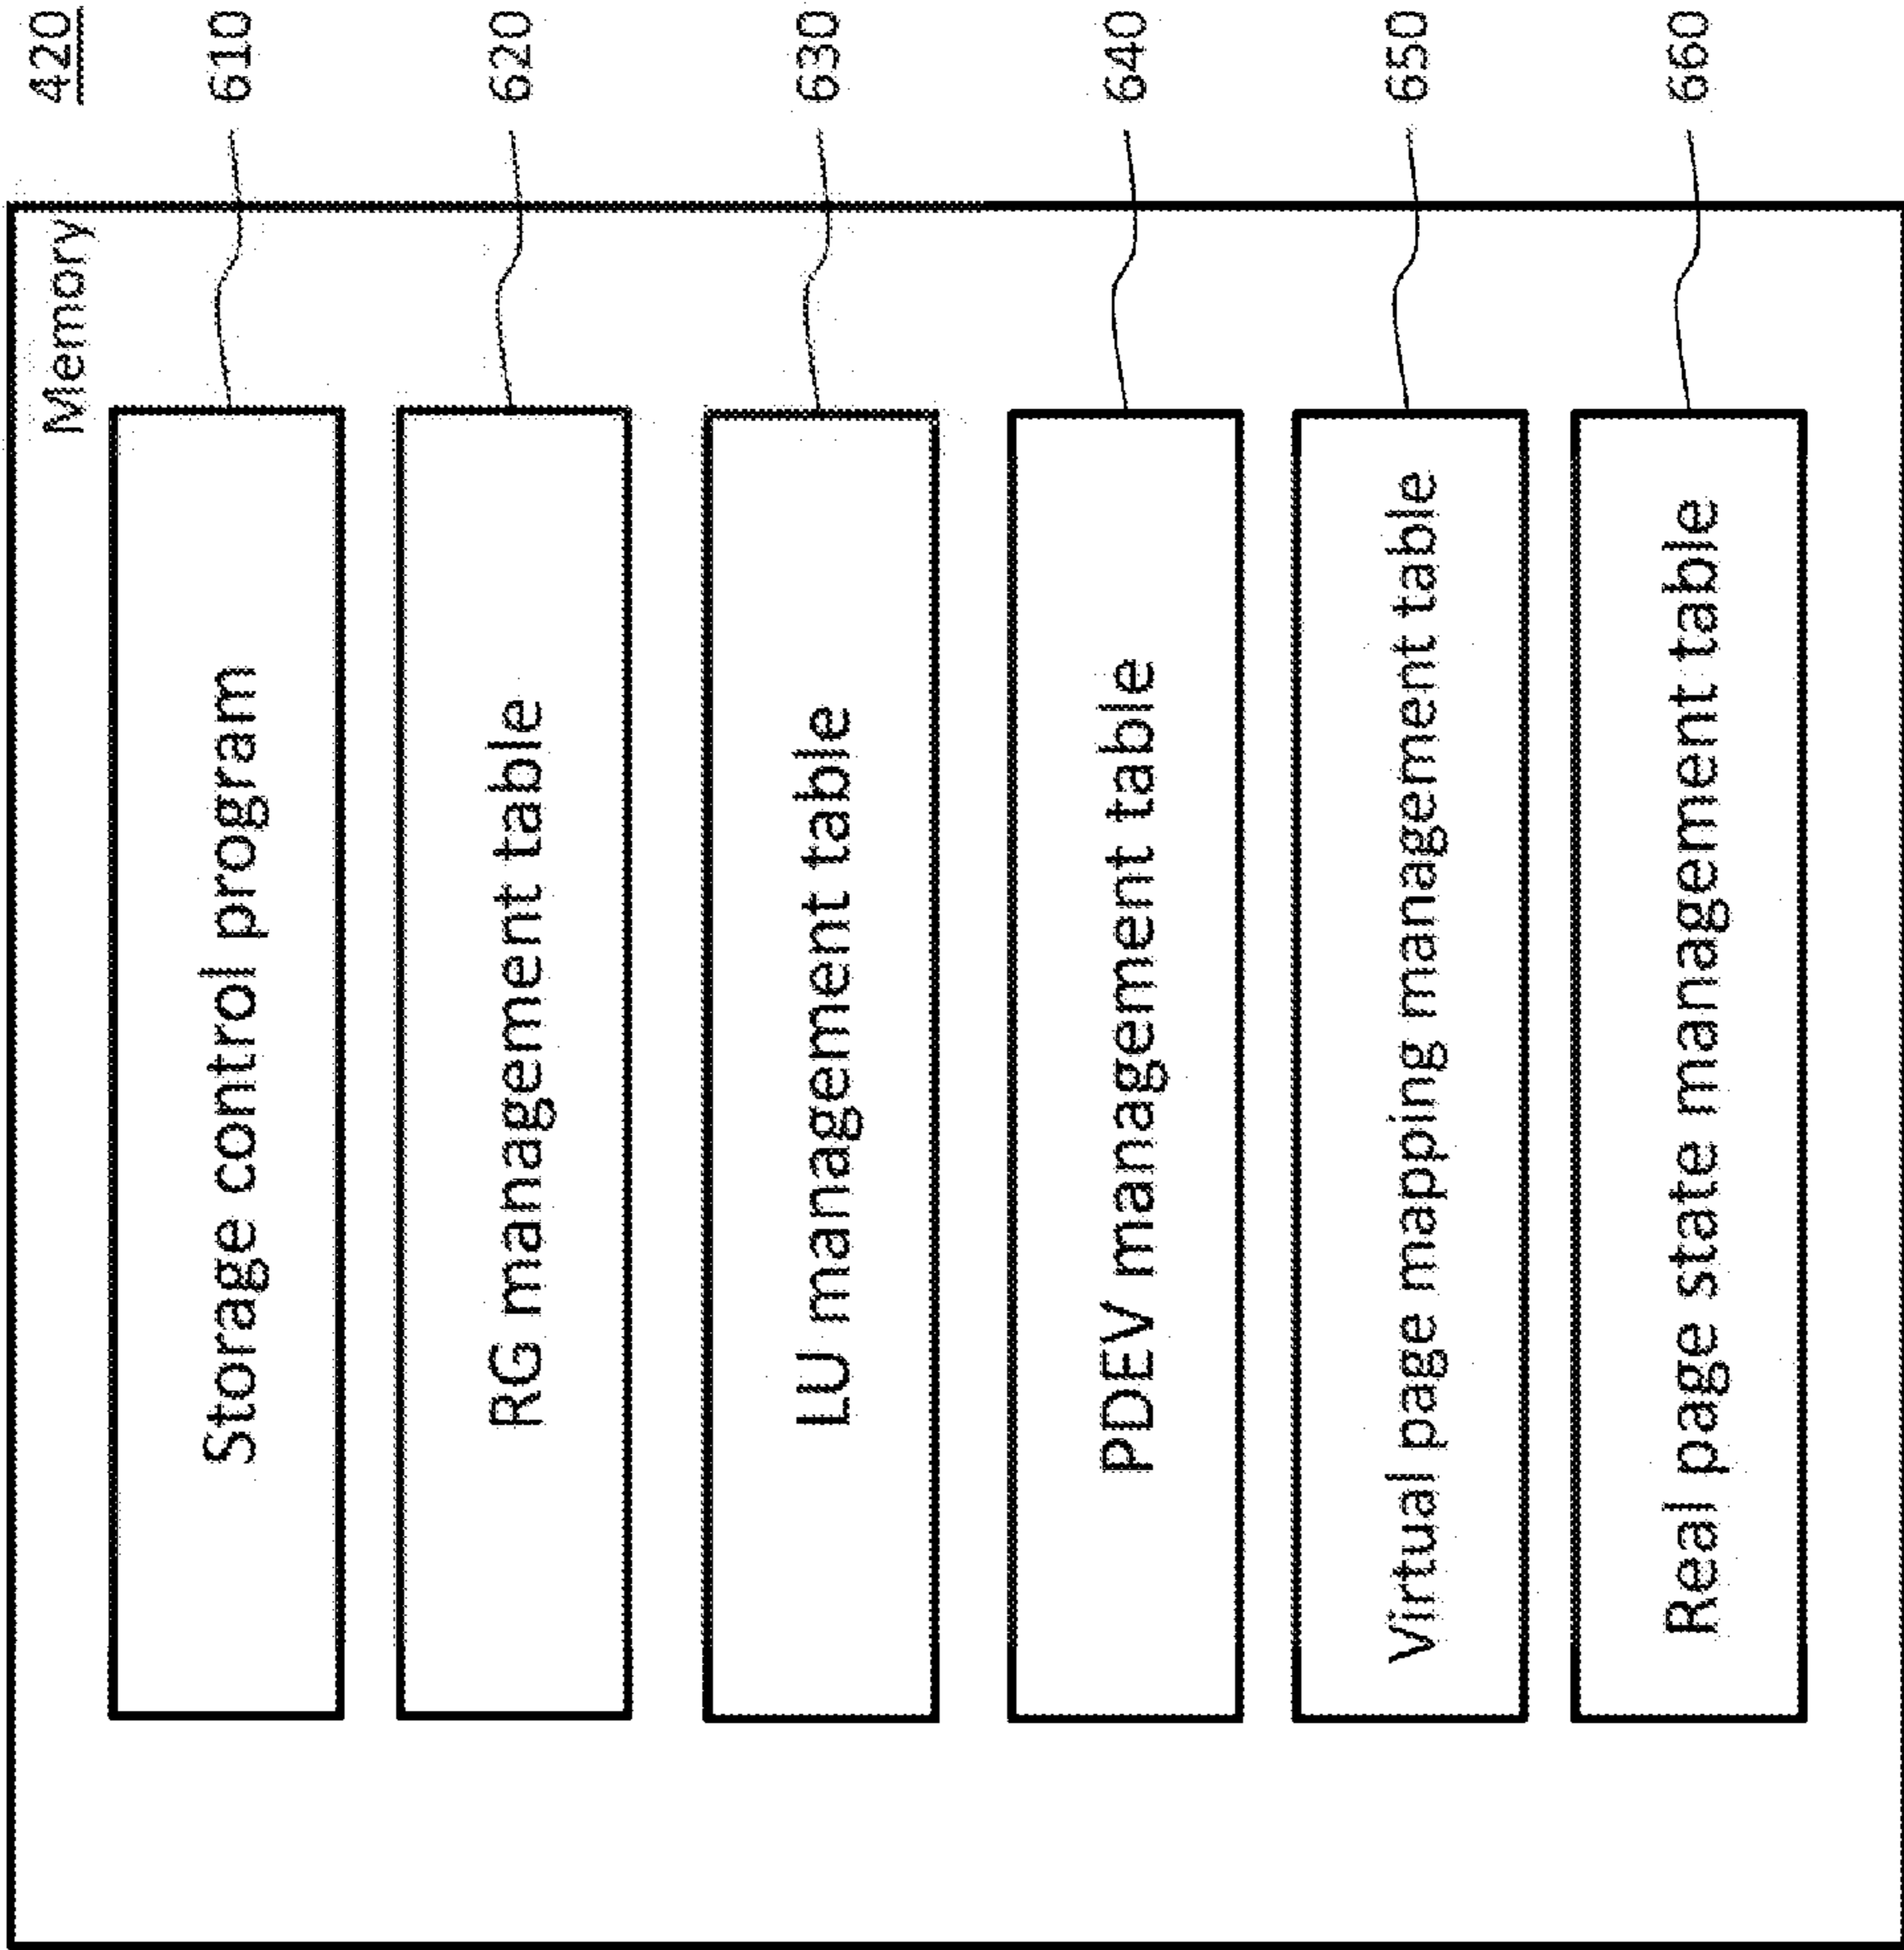 420
Memory
Storage control program
610
RG management table
620
LU management table
630
PDEV management table
640
Virtual page mapping management table
650
Real page state management table
660